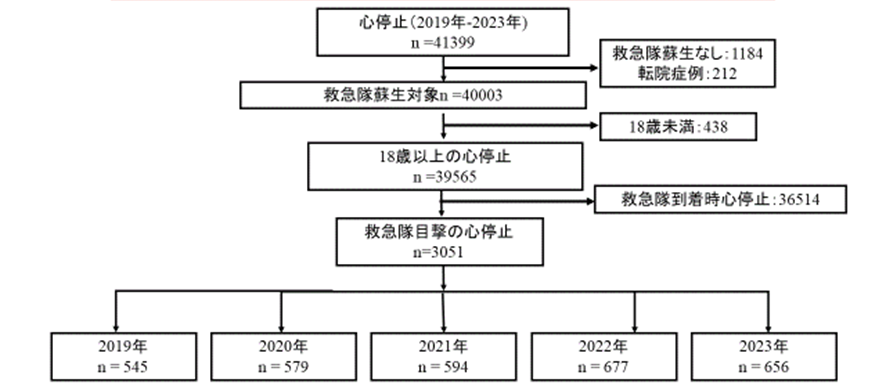 心停止(2019年-2023年)
n =41399
救急隊蘇生なし:1184
転院症例:212
救急隊蘇生対象n =40003
18歳未満:438
18歳以上の心停止
n =39565
救急隊到着時心停止:36514
救急隊目撃の心停止
n=3051
2019年
n = 545
2020年
n = 579
2021年
n = 594
2022年
n = 677
2023年
n = 656